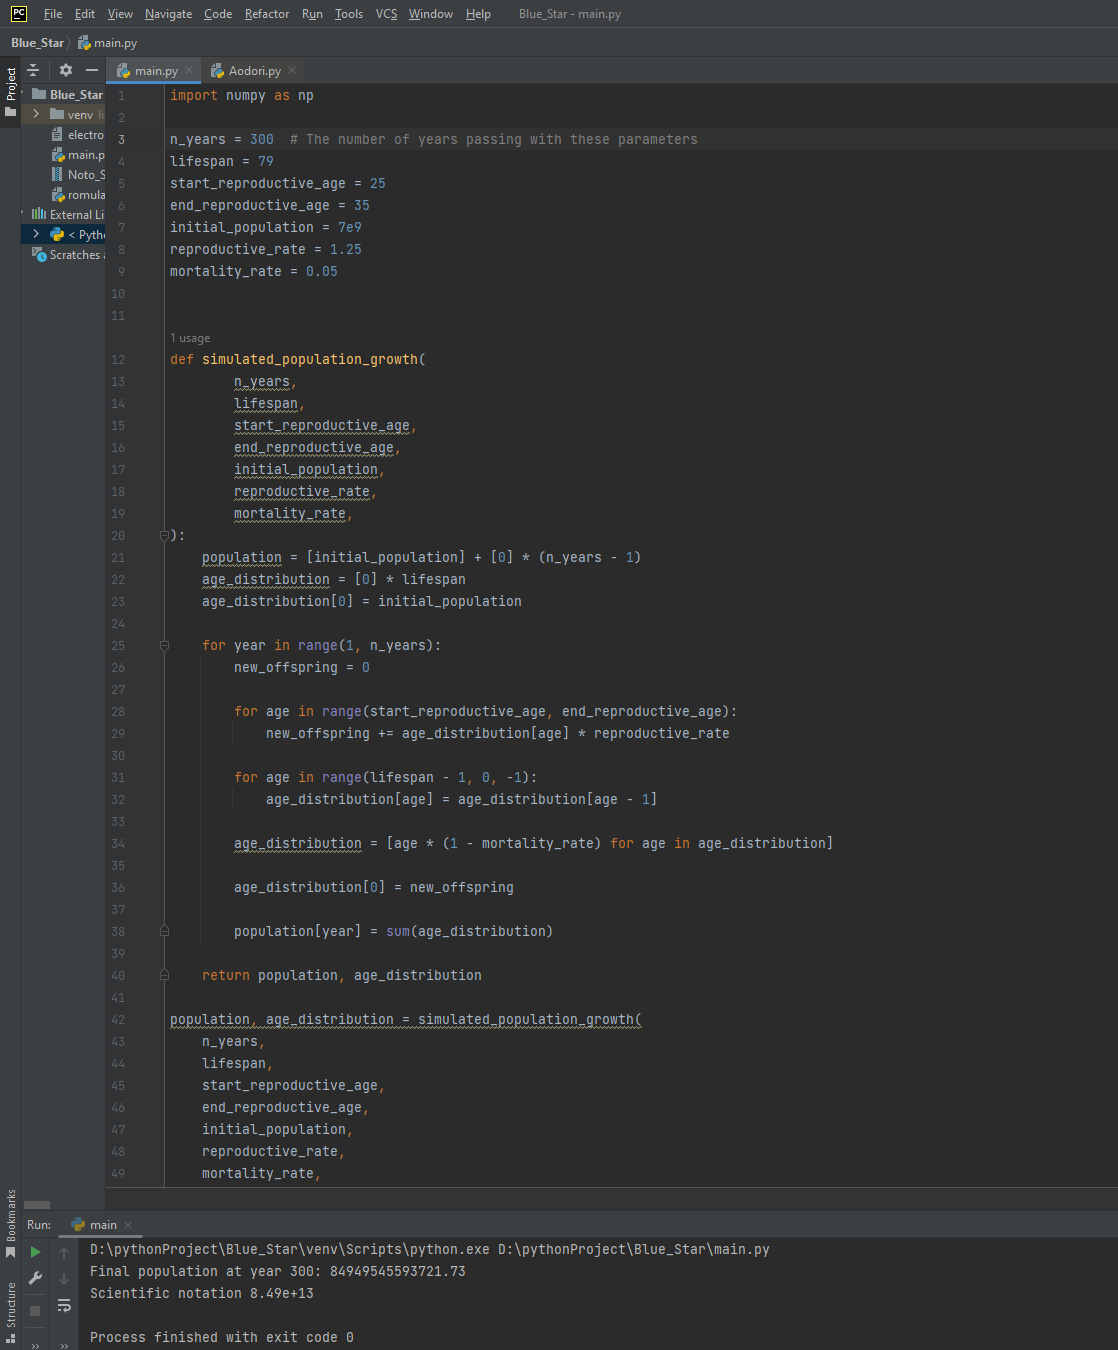 PC File Edit View Navigate Code Refactor Run Tools VCS Window Help Blue_Star - main.py
Blue_Star main.py
Project
main.py Aodori.py
Blue_Star
venv li
electro
main.p
Noto_S
romula
External Li
< Pytho
Scratches a
1 import numpy as np
2
3 n_years = 300  # The number of years passing with these parameters
4 lifespan = 79
5 start_reproductive_age = 25
6 end_reproductive_age = 35
7 initial_population = 7e9
8 reproductive_rate = 1.25
9 mortality_rate = 0.05
10
11
1 usage
12 def simulated_population_growth(
13         n_years,
14         lifespan,
15         start_reproductive_age,
16         end_reproductive_age,
17         initial_population,
18         reproductive_rate,
19         mortality_rate,
20 ):
21     population = [initial_population] + [0] * (n_years - 1)
22     age_distribution = [0] * lifespan
23     age_distribution[0] = initial_population
24
25     for year in range(1, n_years):
26         new_offspring = 0
27
28         for age in range(start_reproductive_age, end_reproductive_age):
29             new_offspring += age_distribution[age] * reproductive_rate
30
31         for age in range(lifespan - 1, 0, -1):
32             age_distribution[age] = age_distribution[age - 1]
33
34         age_distribution = [age * (1 - mortality_rate) for age in age_distribution]
35
36         age_distribution[0] = new_offspring
37
38         population[year] = sum(age_distribution)
39
40     return population, age_distribution
41
42 population, age_distribution = simulated_population_growth(
43     n_years,
44     lifespan,
45     start_reproductive_age,
46     end_reproductive_age,
47     initial_population,
48     reproductive_rate,
49     mortality_rate,
Bookmarks
Structure
Run: main
D:\pythonProject\Blue_Star\venv\Scripts\python.exe D:\pythonProject\Blue_Star\main.py
Final population at year 300: 84949545593721.73
Scientific notation 8.49e+13
Process finished with exit code 0